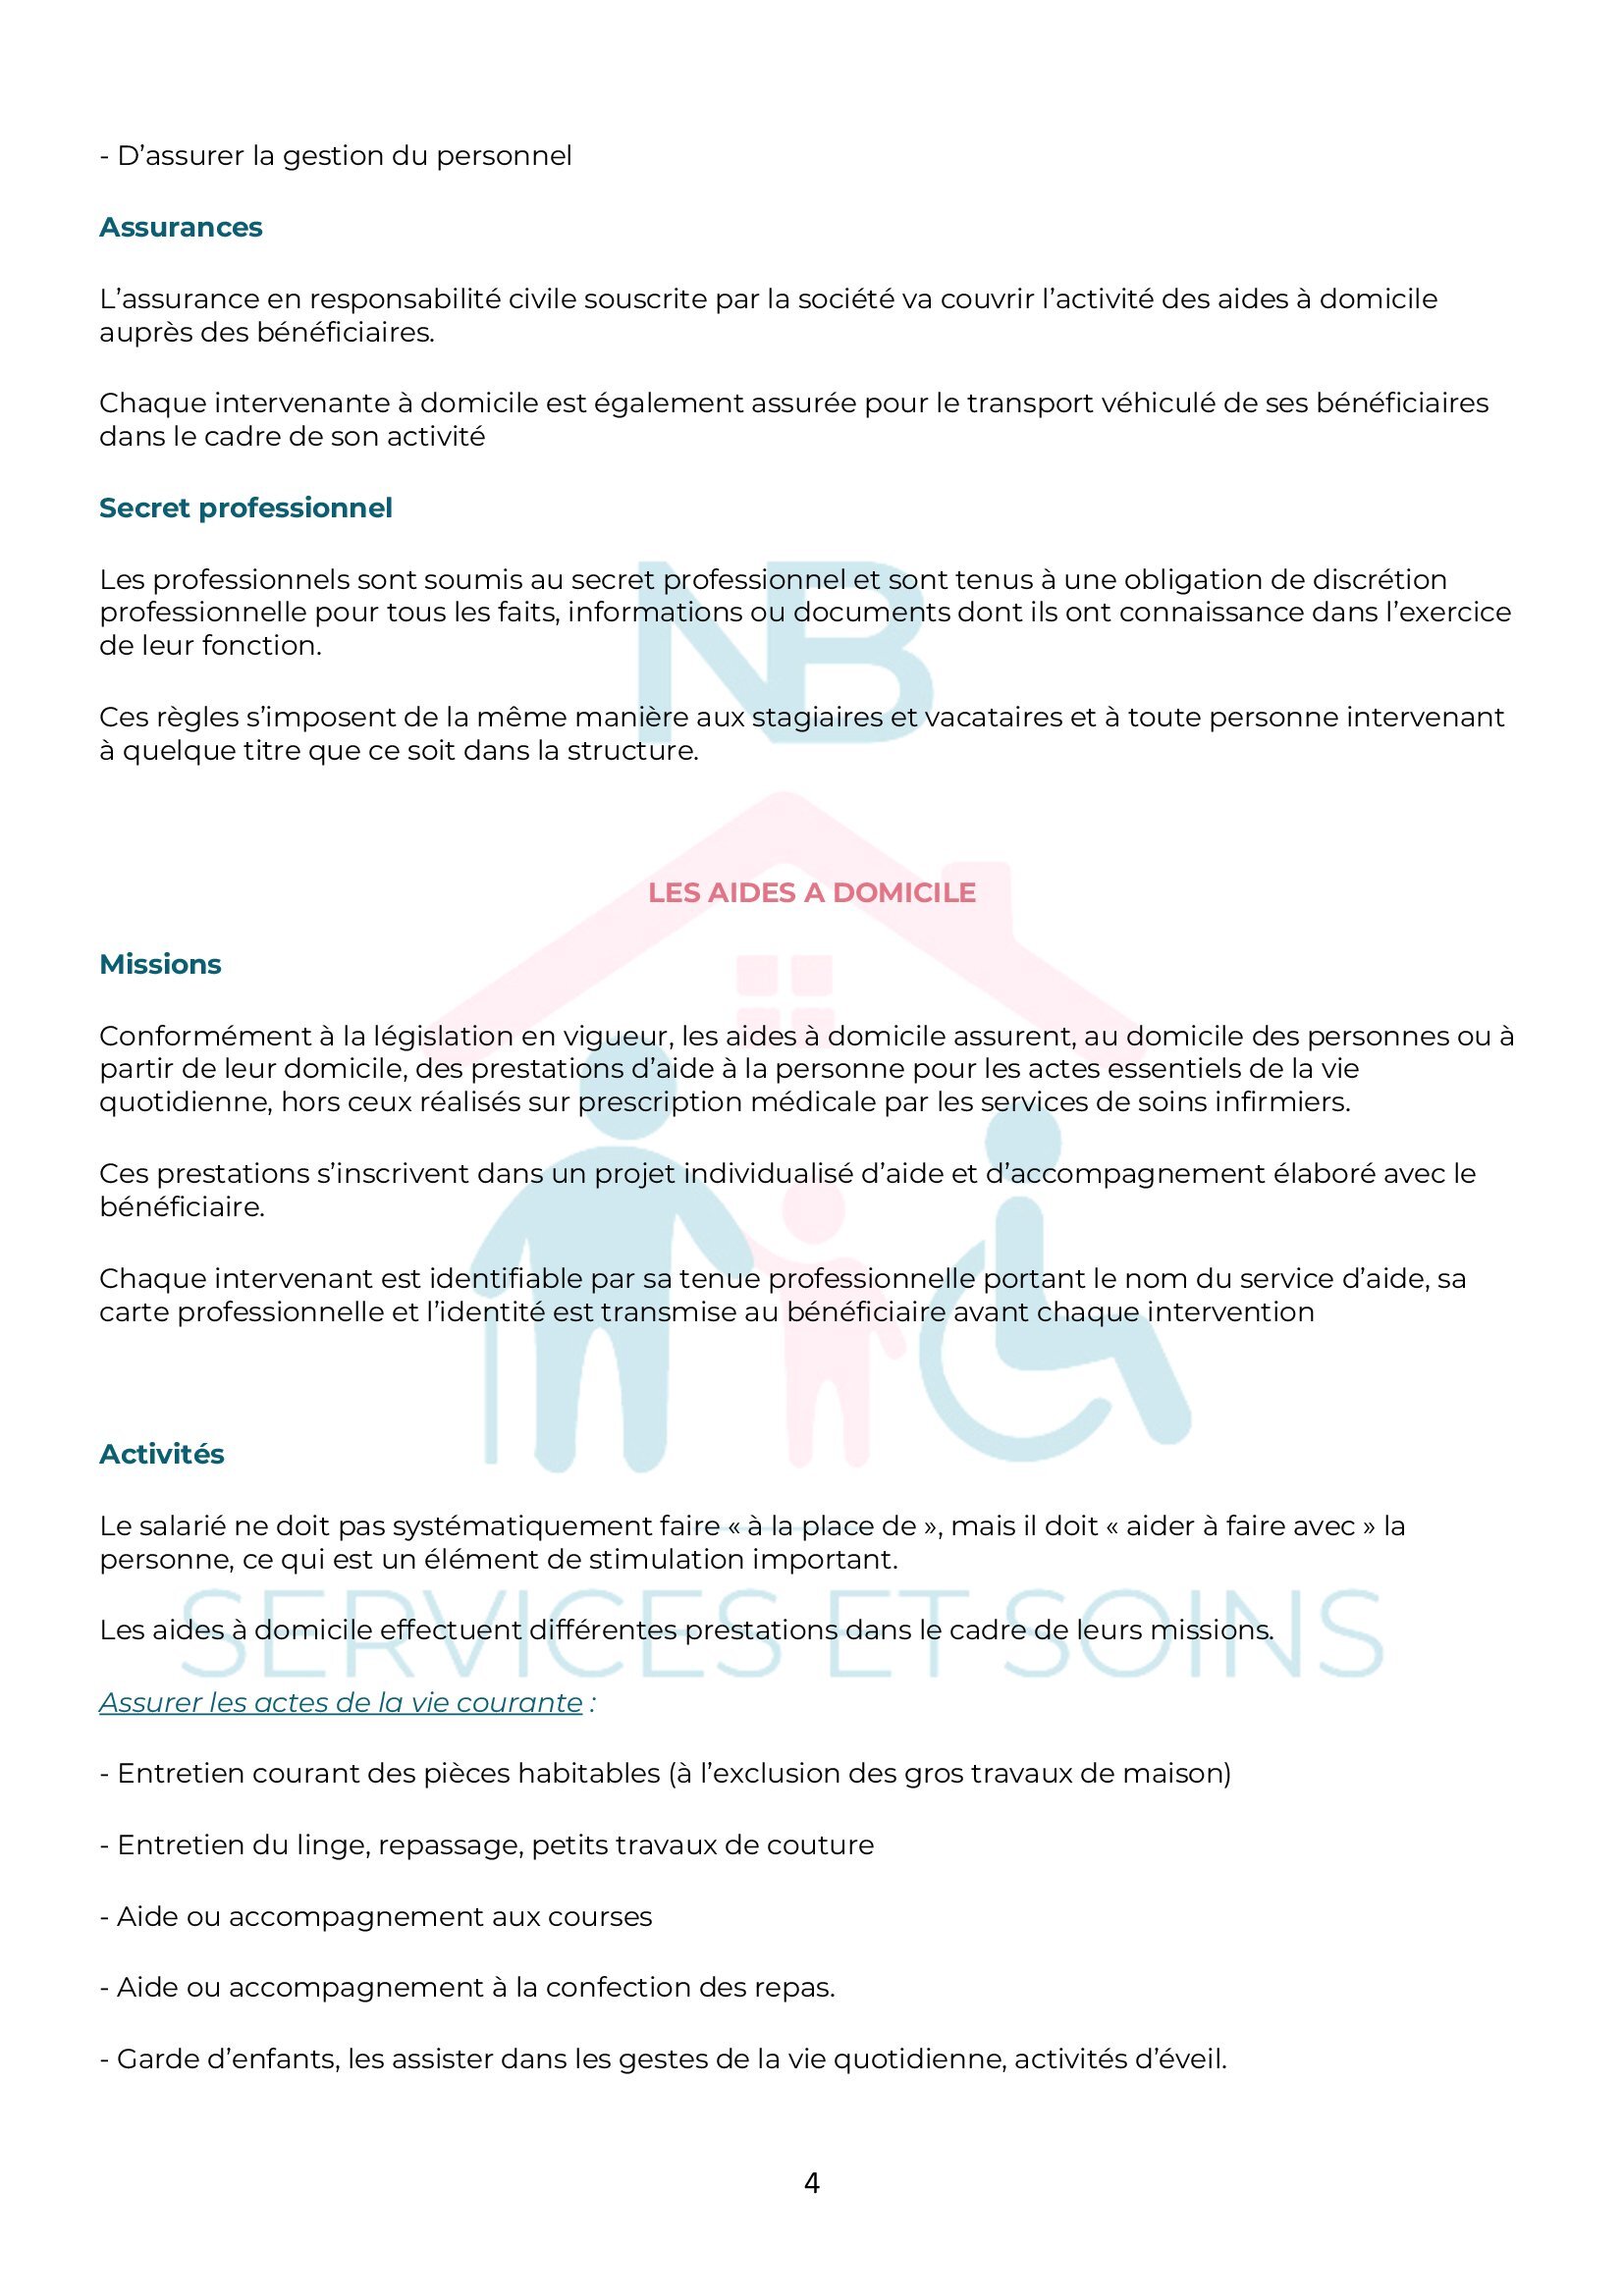 - D’assurer la gestion du personnel
Assurances
L’assurance en responsabilité civile souscrite par la société va couvrir l’activité des aides à domicile
auprès des bénéficiaires.
Chaque intervenante à domicile est également assurée pour le transport véhiculé de ses bénéficiaires
dans le cadre de son activité
Secret professionnel
Les professionnels sont soumis au secret professionnel et sont tenus à une obligation de discrétion
professionnelle pour tous les faits, informations ou documents dont ils ont connaissance dans l’exercice
de leur fonction.
NB
Ces règles s’imposent de la même manière aux stagiaires et vacataires et à toute personne intervenant
à quelque titre que ce soit dans la structure.
LES AIDES A DOMICILE
Missions
Conformément à la législation en vigueur, les aides à domicile assurent, au domicile des personnes ou à
partir de leur domicile, des prestations d’aide à la personne pour les actes essentiels de la vie
quotidienne, hors ceux réalisés sur prescription médicale par les services de soins infirmiers.
Ces prestations s’inscrivent dans un projet individualisé d’aide et d’accompagnement élaboré avec le
bénéficiaire.
Chaque intervenant est identifiable par sa tenue professionnelle portant le nom du service d’aide, sa
carte professionnelle et l’identité est transmise au bénéficiaire avant chaque intervention
Activités
Le salarié ne doit pas systématiquement faire « à la place de », mais il doit « aider à faire avec » la
personne, ce qui est un élément de stimulation important.
Les aides à domicile effectuent différentes prestations dans le cadre de leurs missions.
SERVICES ET SOINS
Assurer les actes de la vie courante :
- Entretien courant des pièces habitables (à l’exclusion des gros travaux de maison)
- Entretien du linge, repassage, petits travaux de couture
- Aide ou accompagnement aux courses
- Aide ou accompagnement à la confection des repas.
- Garde d’enfants, les assister dans les gestes de la vie quotidienne, activités d’éveil.
4